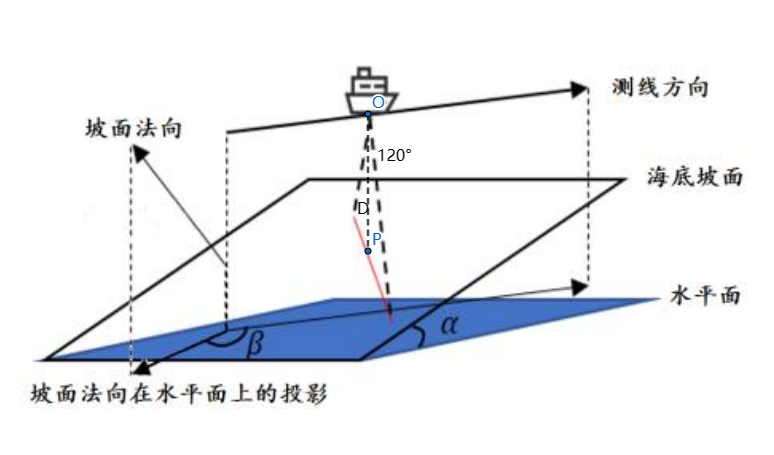 测线方向
O
坡面法向
120°
海底坡面
D
P
水平面
α
β
坡面法向在水平面上的投影